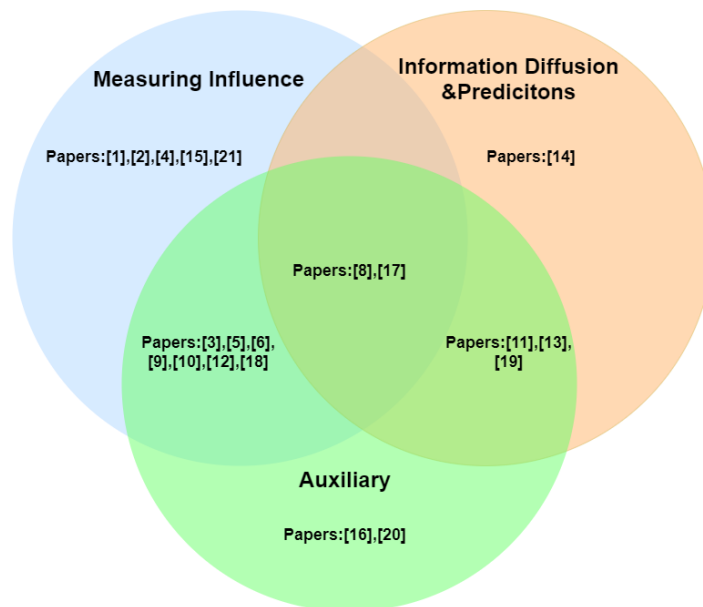 Measuring Influence
Information Diffusion
&Predicitons
Papers:[1],[2],[4],[15],[21]
Papers:[14]
Papers:[8],[17]
Papers:[3],[5],[6],
[9],[10],[12],[18]
Papers:[11],[13],
[19]
Auxiliary
Papers:[16],[20]